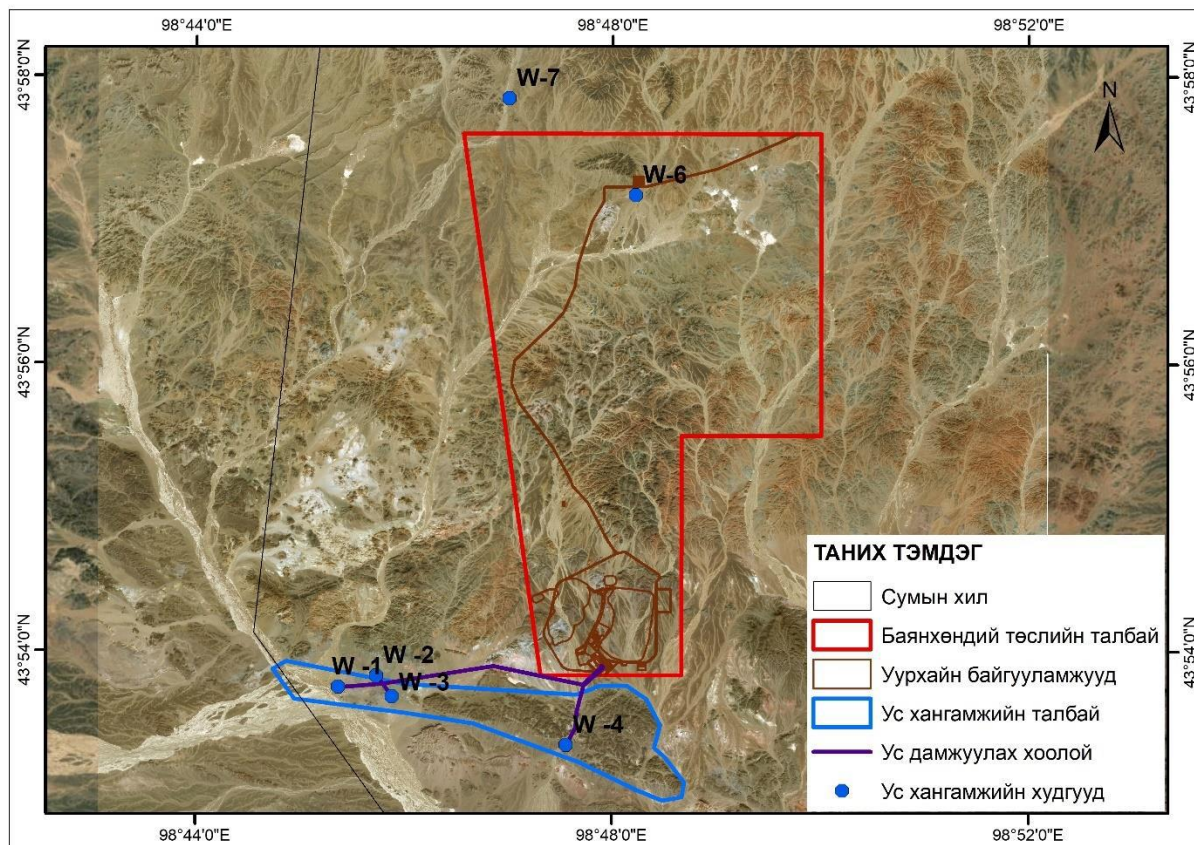 98°44'0"E
98°48'0"E
98°52'0"E
43°58'0"N
43°58'0"N
W-7
N
W-6
43°56'0"N
43°56'0"N
43°54'0"N
43°54'0"N
W -1
W -2
W -3
W -4
ТАНИХ ТЭМДЭГ
Сумын хил
Баянхөндий төслийн талбай
Уурхайн байгууламжууд
Ус хангамжийн талбай
Ус дамжуулах хоолой
Ус хангамжийн худгууд
98°44'0"E
98°48'0"E
98°52'0"E